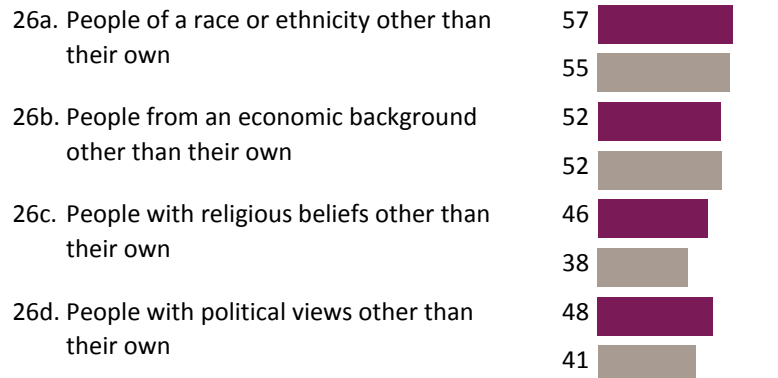 26a. People of a race or ethnicity other than 57
their own
55
26b. People from an economic background 52
other than their own
52
26c. People with religious beliefs other than 46
their own
38
26d. People with political views other than 48
their own
41